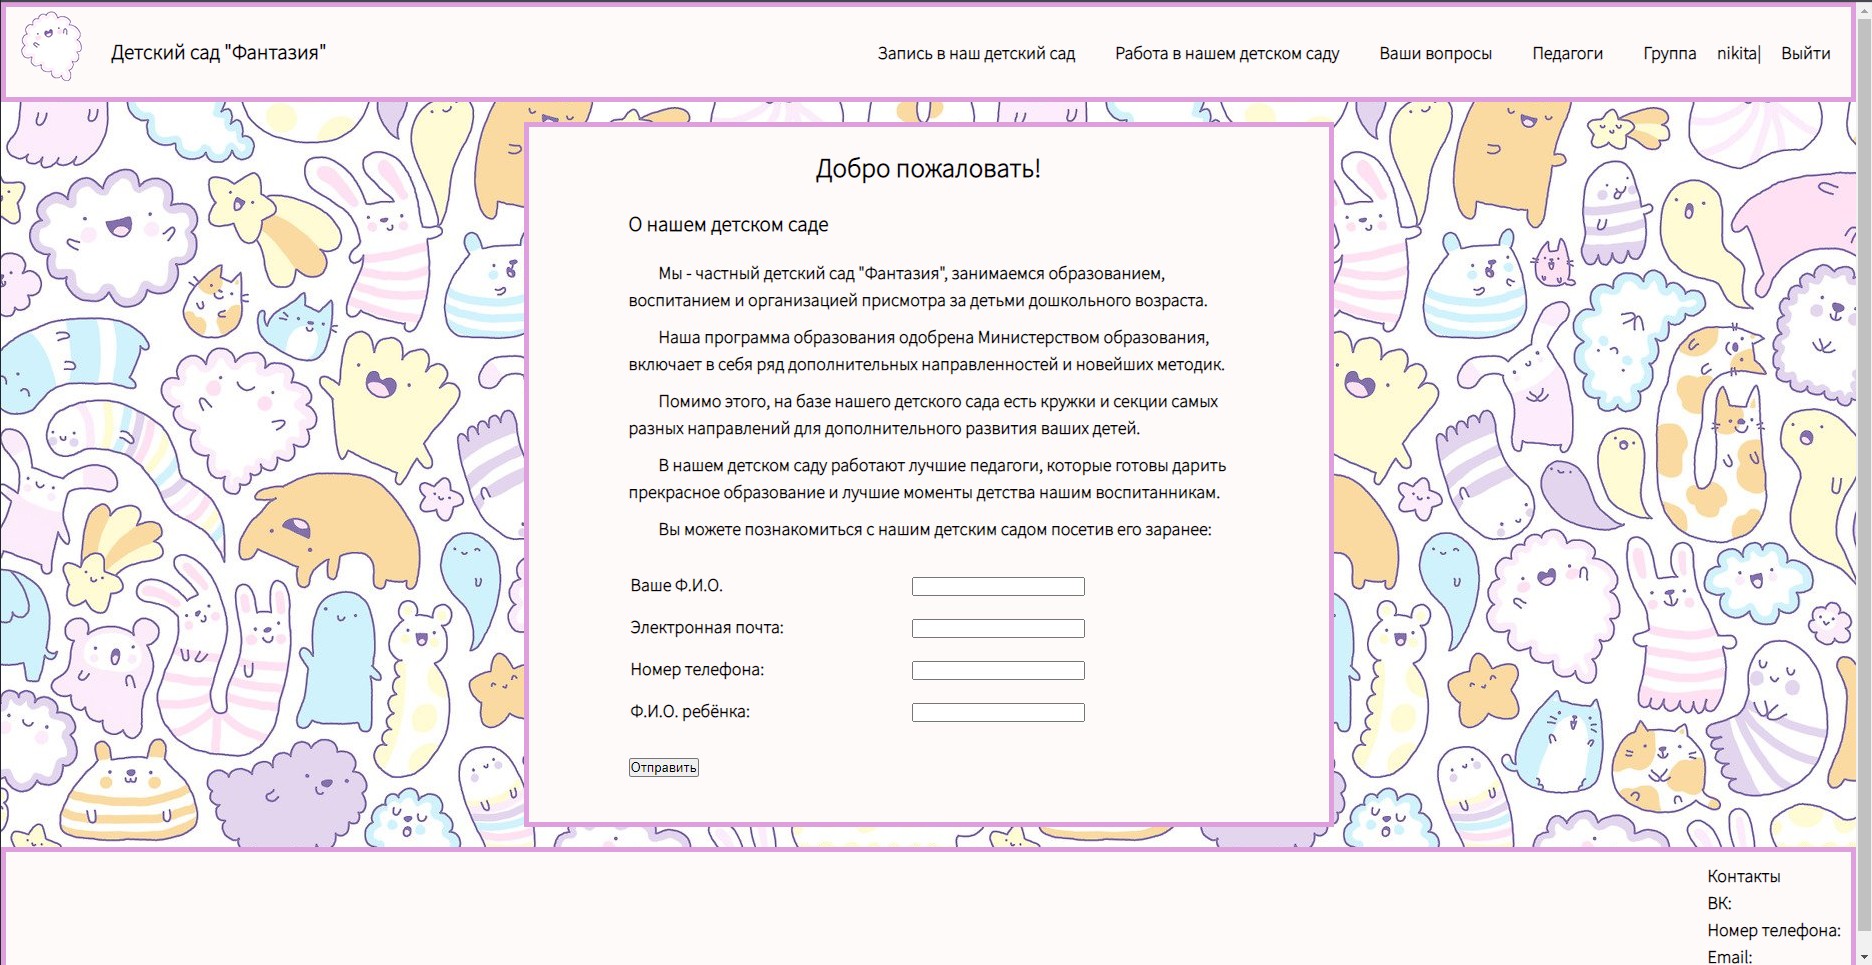 Детский сад "Фантазия"
Запись в наш детский сад
Работа в нашем детском саду
Ваши вопросы
Педагоги
Группа
nikita|
Выйти
Добро пожаловать!
О нашем детском саде
Мы - частный детский сад "Фантазия", занимаемся образованием,
воспитанием и организацией присмотра за детьми дошкольного возраста.
Наша программа образования одобрена Министерством образования,
включает в себя ряд дополнительных направленностей и новейших методик.
Помимо этого, на базе нашего детского сада есть кружки и секции самых
разных направлений для дополнительного развития ваших детей.
В нашем детском саду работают лучшие педагоги, которые готовы дарить
прекрасное образование и лучшие моменты детства нашим воспитанникам.
Вы можете познакомиться с нашим детским садом посетив его заранее:
Ваше Ф.И.О.
Электронная почта:
Номер телефона:
Ф.И.О. ребёнка:
Отправить
Контакты
ВК:
Номер телефона:
Email: